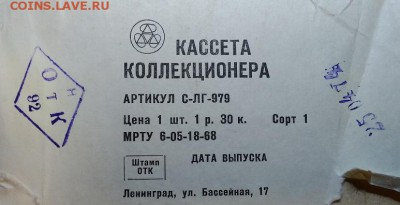 COINS.LAVE.RU
КАССЕТА
КОЛЛЕКЦИОНЕРА
АРТИКУЛ С-ЛГ-979
Цена 1 шт. 1 р. 30 к. Сорт 1
МРТУ 6-05-18-68
Штамп
ОТК
ДАТА ВЫПУСКА
Ленинград, ул. Бассейная, 17
ОТК
92